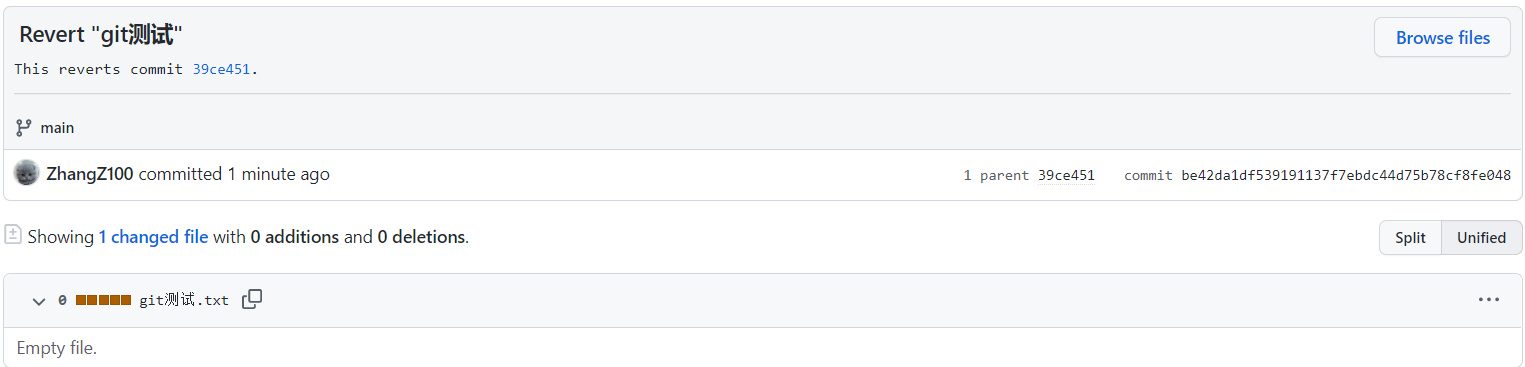 Revert "git测试"
Browse files
This reverts commit 39ce451.
main
ZhangZ100 committed 1 minute ago
1 parent 39ce451 commit be42da1df539191137f7ebdc44d75b78cf8fe048
Showing 1 changed file with 0 additions and 0 deletions.
Split Unified
0 git测试.txt
Empty file.